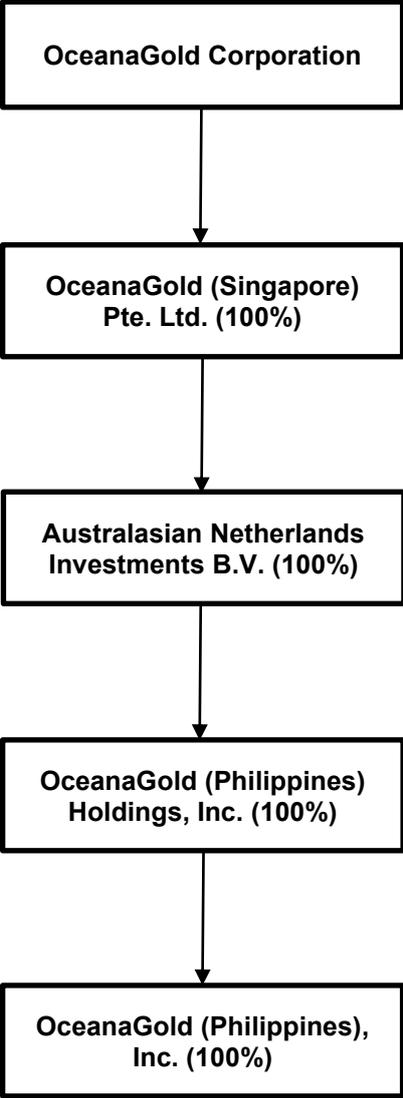 OceanaGold Corporation
OceanaGold (Singapore)
Pte. Ltd. (100%)
Australasian Netherlands
Investments B.V. (100%)
OceanaGold (Philippines)
Holdings, Inc. (100%)
OceanaGold (Philippines),
Inc. (100%)